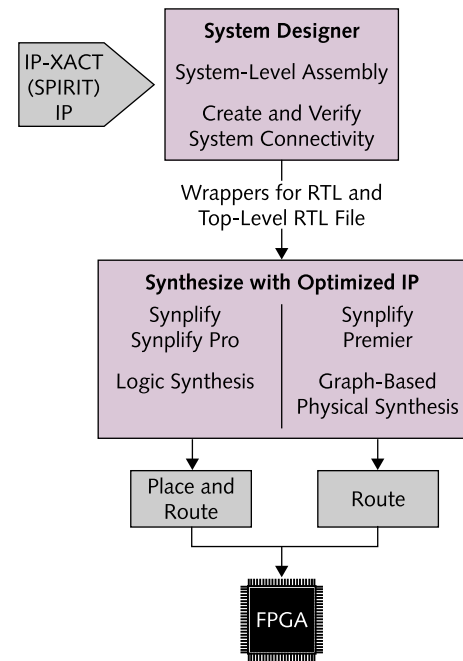 System Designer
IP-XACT
(SPIRIT)
IP
System-Level Assembly
Create and Verify
System Connectivity
Wrappers for RTL and
Top-Level RTL File
Synthesize with Optimized IP
Synplify
Synplify Pro
Logic Synthesis
Synplify
Premier
Graph-Based
Physical Synthesis
Place and
Route
Route
FPGA